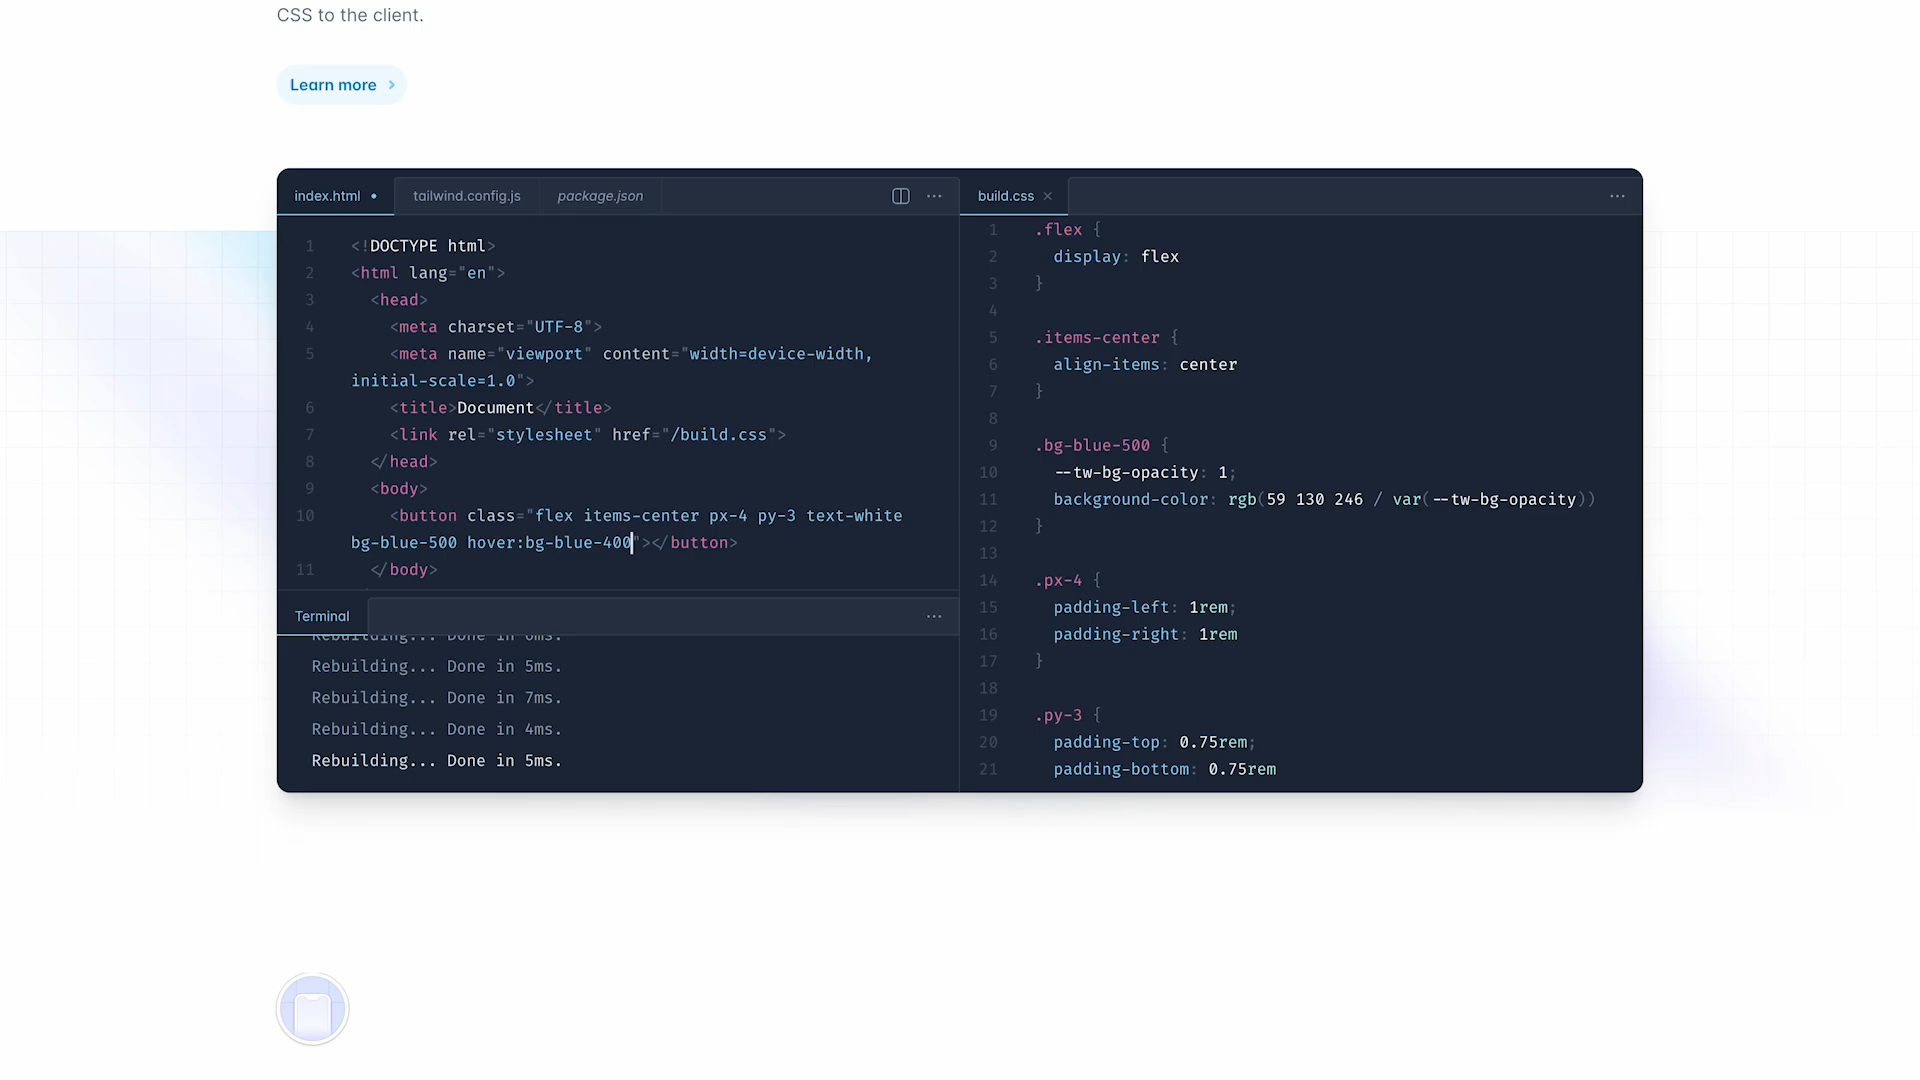 CSS to the client.
Learn more
index.html
tailwind.config.js
package.json
1 <!DOCTYPE html>
2 <html lang="en">
3 <head>
4 <meta charset="UTF-8">
5 <meta name="viewport" content="width=device-width,
initial-scale=1.0">
6 <title>Document</title>
7 <link rel="stylesheet" href="/build.css">
8 </head>
9 <body>
10 <button class="flex items-center px-4 py-3 text-white
bg-blue-500 hover:bg-blue-400"></button>
11 </body>
Terminal
Rebuilding... Done in 6ms.
Rebuilding... Done in 5ms.
Rebuilding... Done in 7ms.
Rebuilding... Done in 4ms.
Rebuilding... Done in 5ms.
build.css
1 .flex {
2 display: flex
3 }
4
5 .items-center {
6 align-items: center
7 }
8
9 .bg-blue-500 {
10 --tw-bg-opacity: 1;
11 background-color: rgb(59 130 246 / var(--tw-bg-opacity))
12 }
13
14 .px-4 {
15 padding-left: 1rem;
16 padding-right: 1rem
17 }
18
19 .py-3 {
20 padding-top: 0.75rem;
21 padding-bottom: 0.75rem